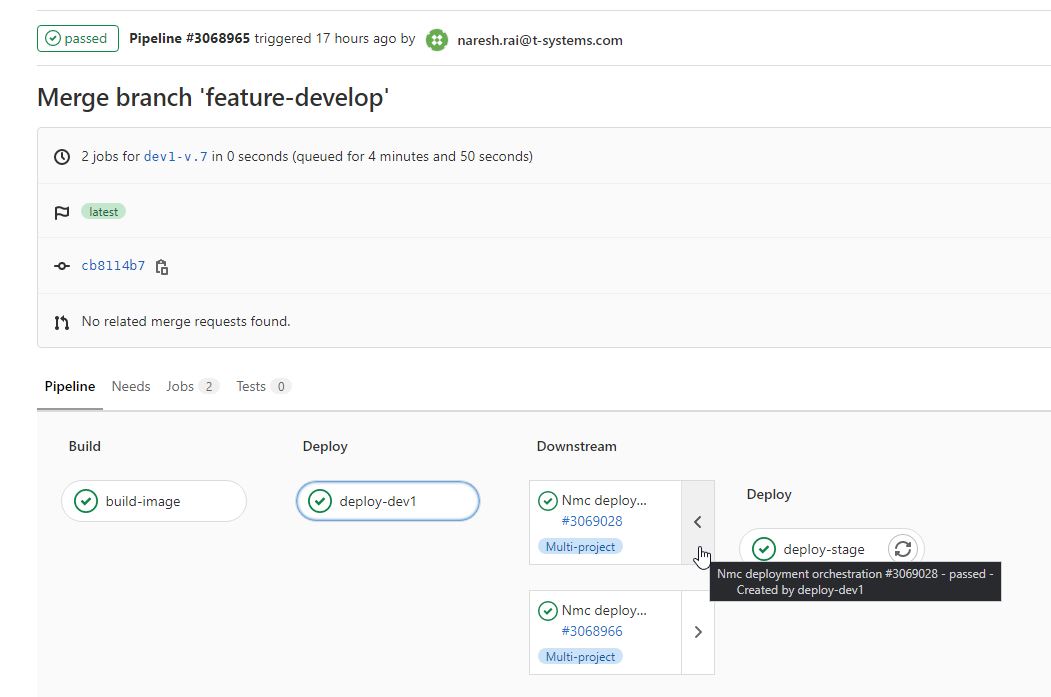 passed Pipeline #3068965 triggered 17 hours ago by naresh.rai@t-systems.com
Merge branch 'feature-develop'
2 jobs for dev1-v.7 in 0 seconds (queued for 4 minutes and 50 seconds)
latest
cb8114b7
No related merge requests found.
Pipeline Needs Jobs 2 Tests 0
Build Deploy Downstream
build-image
deploy-dev1
Nmc deploy...
#3069028
Multi-project
Deploy
deploy-stage
Nmc deployment orchestration #3069028 - passed -
Created by deploy-dev1
Nmc deploy...
#3068966
Multi-project